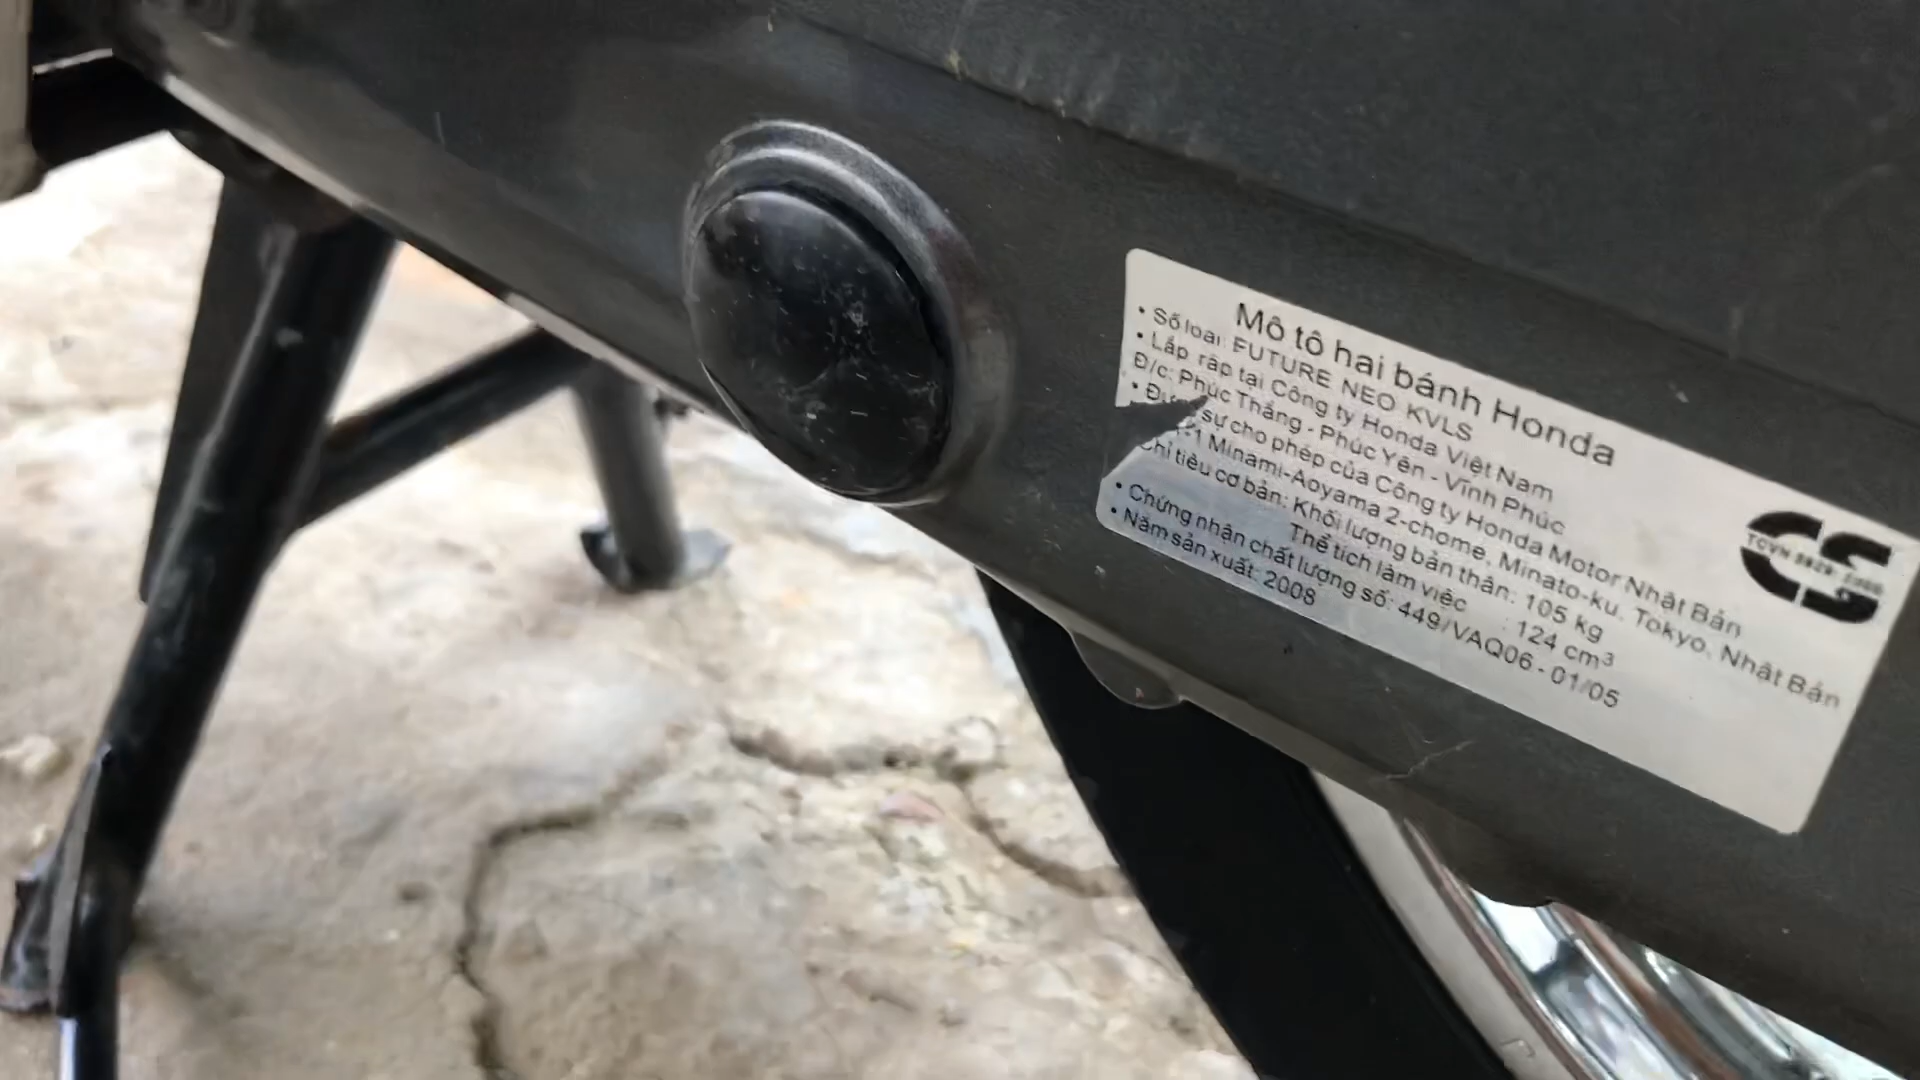 Mô tô hai bánh Honda
• Số loại: FUTURE NEO KVLS
• Lắp ráp tại Công ty Honda Việt Nam
Đ/c: Phúc Thắng - Phúc Yên - Vĩnh Phúc
• sự cho phép của Công ty Honda Motor Nhật Bản
1-1 Minami-Aoyama 2-chome, Minato-ku, Tokyo, Nhật Bản
Chỉ tiêu cơ bản: Khối lượng bản thân: 105 kg
Thể tích làm việc : 124 cm³
• Chứng nhận chất lượng số: 449/VAQ06 - 01/05
• Năm sản xuất: 2008
CS
TCVN